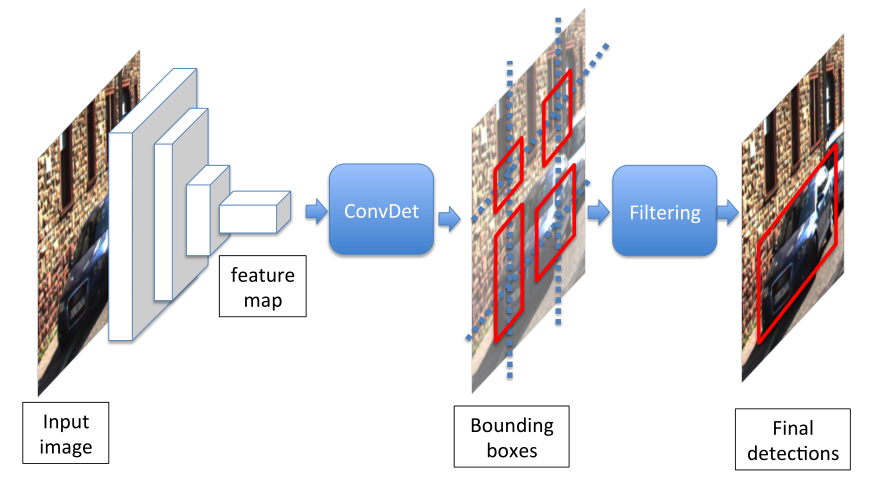 feature
map
ConvDet
Filtering
Input
image
Bounding
boxes
Final
detections